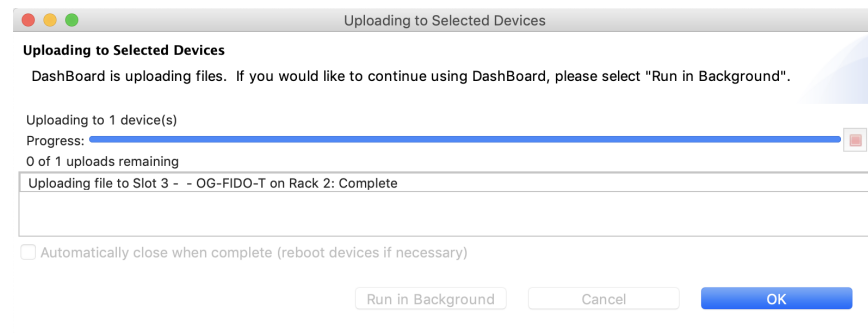 Uploading to Selected Devices
Uploading to Selected Devices
DashBoard is uploading files.  If you would like to continue using DashBoard, please select "Run in Background".
Uploading to 1 device(s)
Progress:
0 of 1 uploads remaining
Uploading file to Slot 3 -  - OG-FIDO-T on Rack 2: Complete
Automatically close when complete (reboot devices if necessary)
Run in Background Cancel OK